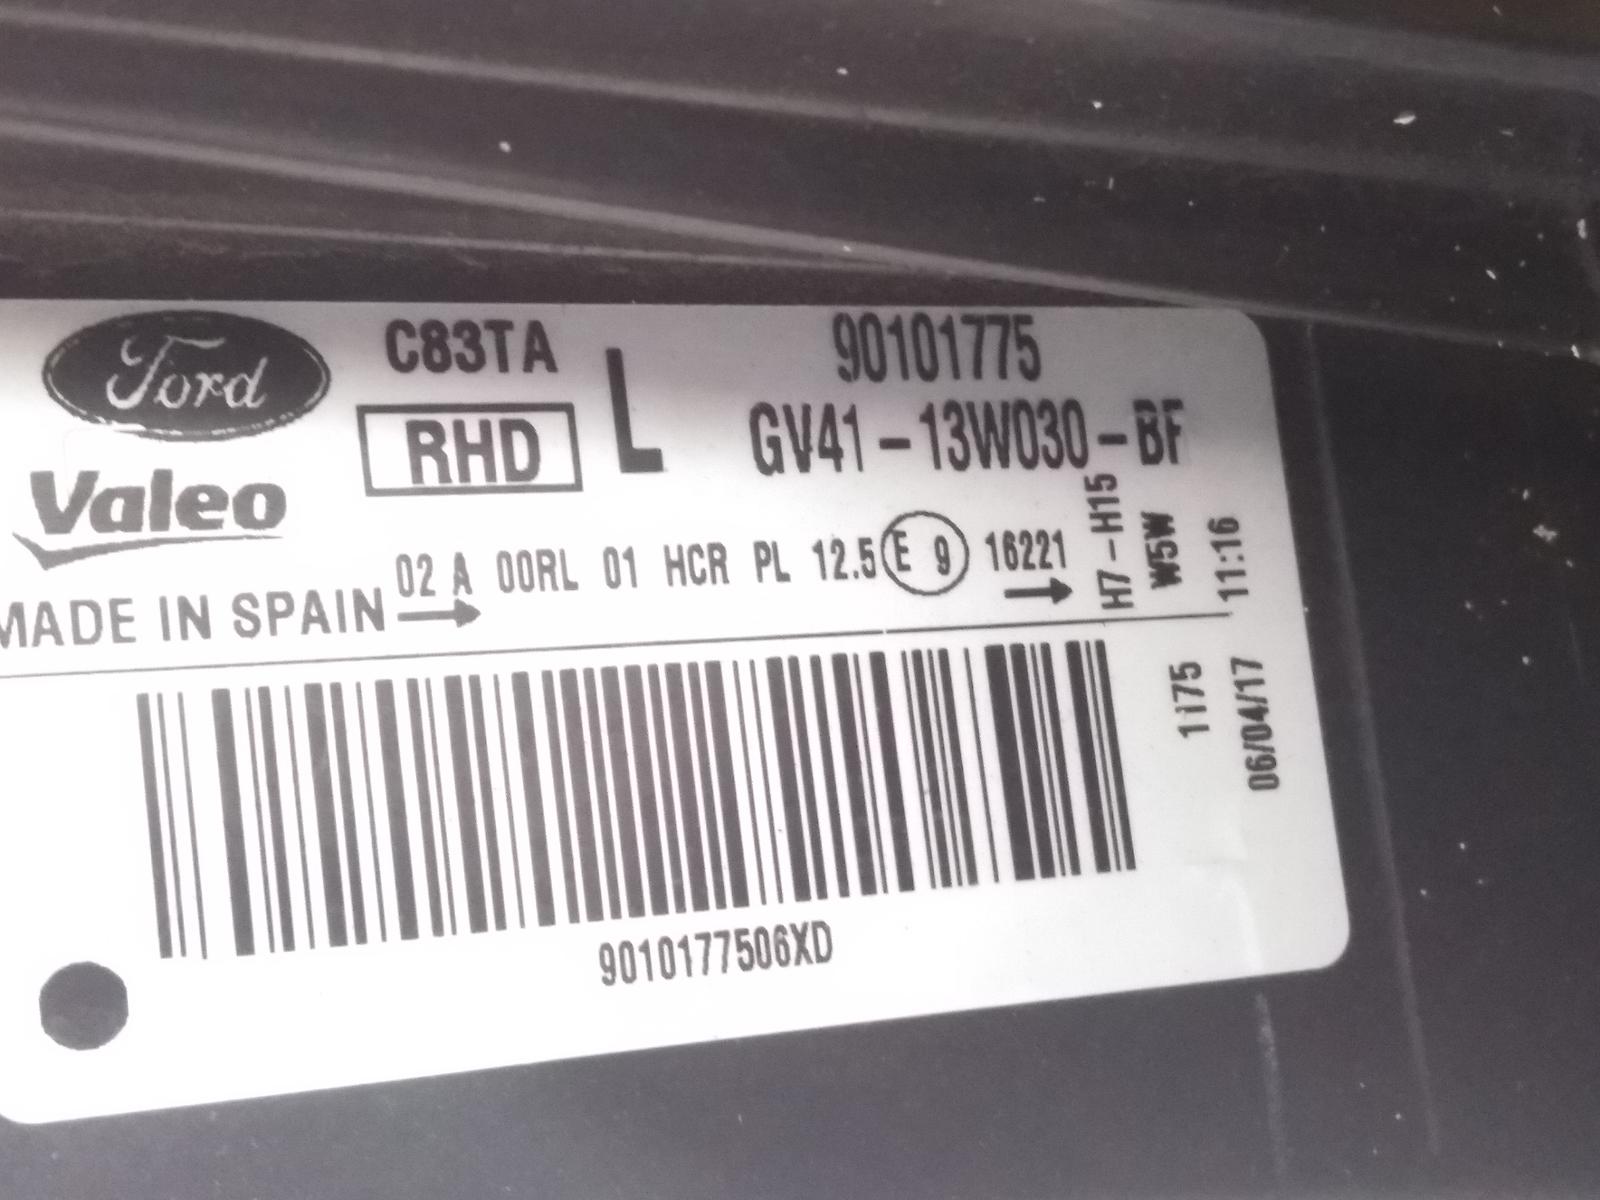 Ford
C83TA
L
90101775
RHD
GV41-13W030-BF
Valeo
02 A 00RL 01 HCR PL 12.5 E 9 16221
H7-H15
W5W
11:16
MADE IN SPAIN
1175
06/04/17
9010177506XD